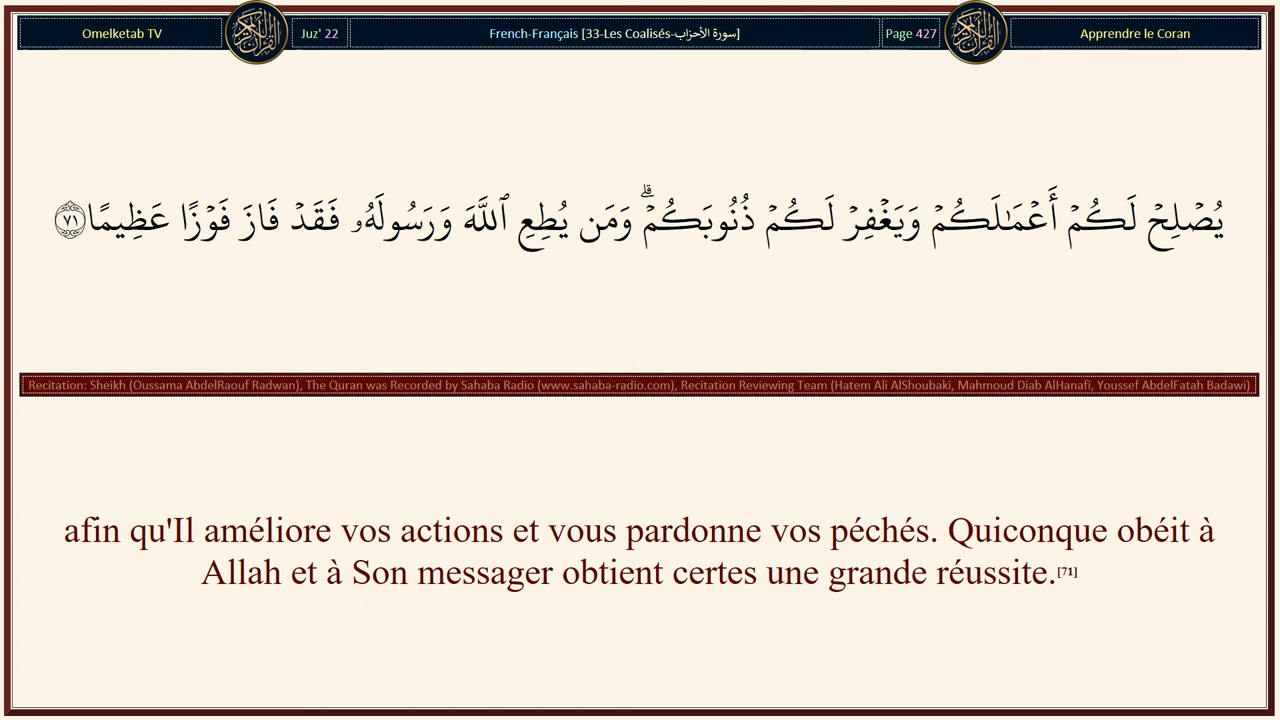 Omelketab TV
Juz' 22
French-Français [33-Les Coalisés-سورة الأحزاب]
Page 427
Apprendre le Coran
يُصۡلِحۡ لَكُمۡ أَعۡمَٰلَكُمۡ وَيَغۡفِرۡ لَكُمۡ ذُنُوبَكُمۡۗ وَمَن يُطِعِ ٱللَّهَ وَرَسُولَهُۥ فَقَدۡ فَازَ فَوۡزًا عَظِيمًا ٧١
Recitation: Sheikh (Oussama AbdelRaouf Radwan), The Quran was Recorded by Sahaba Radio (www.sahaba-radio.com), Recitation Reviewing Team (Hatem Ali AlShoubaki, Mahmoud Diab AlHanafi, Youssef AbdelFatah Badawi)
afin qu'Il améliore vos actions et vous pardonne vos péchés. Quiconque obéit à
Allah et à Son messager obtient certes une grande réussite.[71]